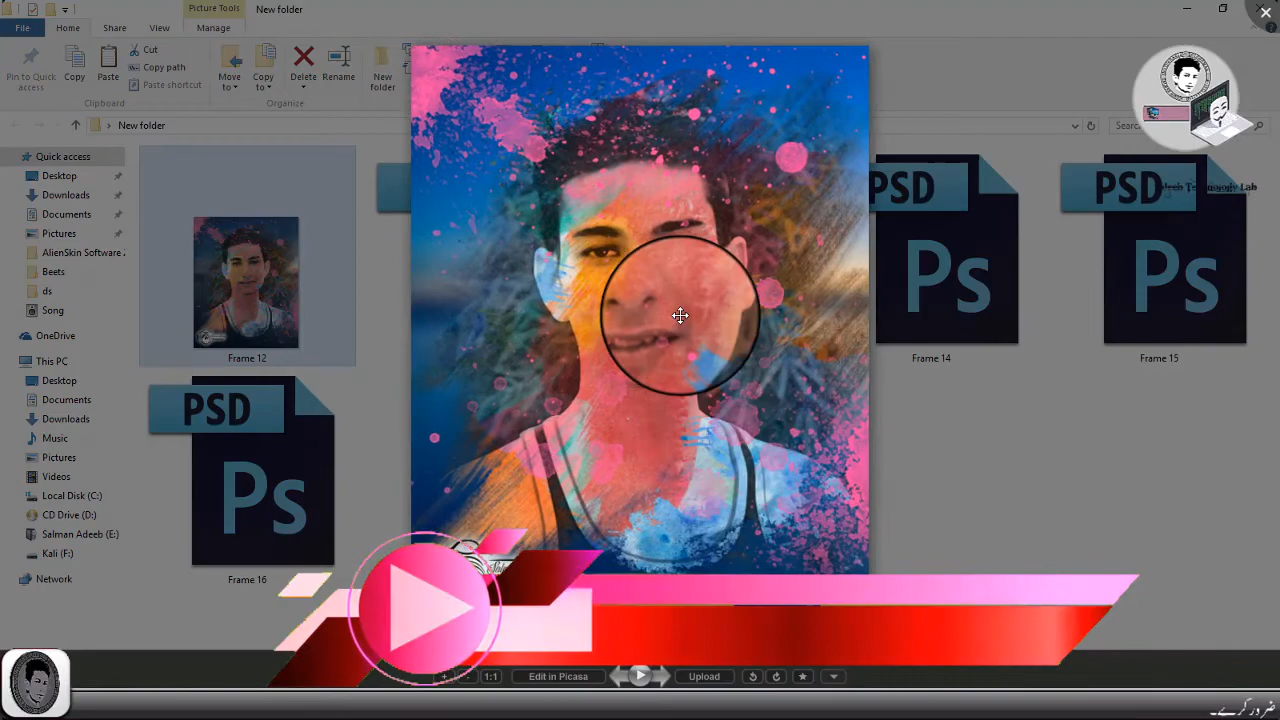 Picture Tools
New folder
File
Home
Share
View
Manage
Pin to Quick access
Copy
Paste
Cut
Copy path
Paste shortcut
Clipboard
Move to
Copy to
Delete
Rename
New folder
Organize
New folder
Quick access
Desktop
Downloads
Documents
Pictures
AlienSkin Software
Beets
ds
Song
OneDrive
This PC
Desktop
Documents
Downloads
Music
Pictures
Videos
Local Disk (C:)
CD Drive (D:)
Salman Adeeb (E:)
Kali (F:)
Network
Frame 12
PSD
Ps
Frame 14
PSD
Ps
Frame 15
Technology Lab
PSD
Ps
Frame 16
1:1
Edit in Picasa
Upload
ضرور کرے۔